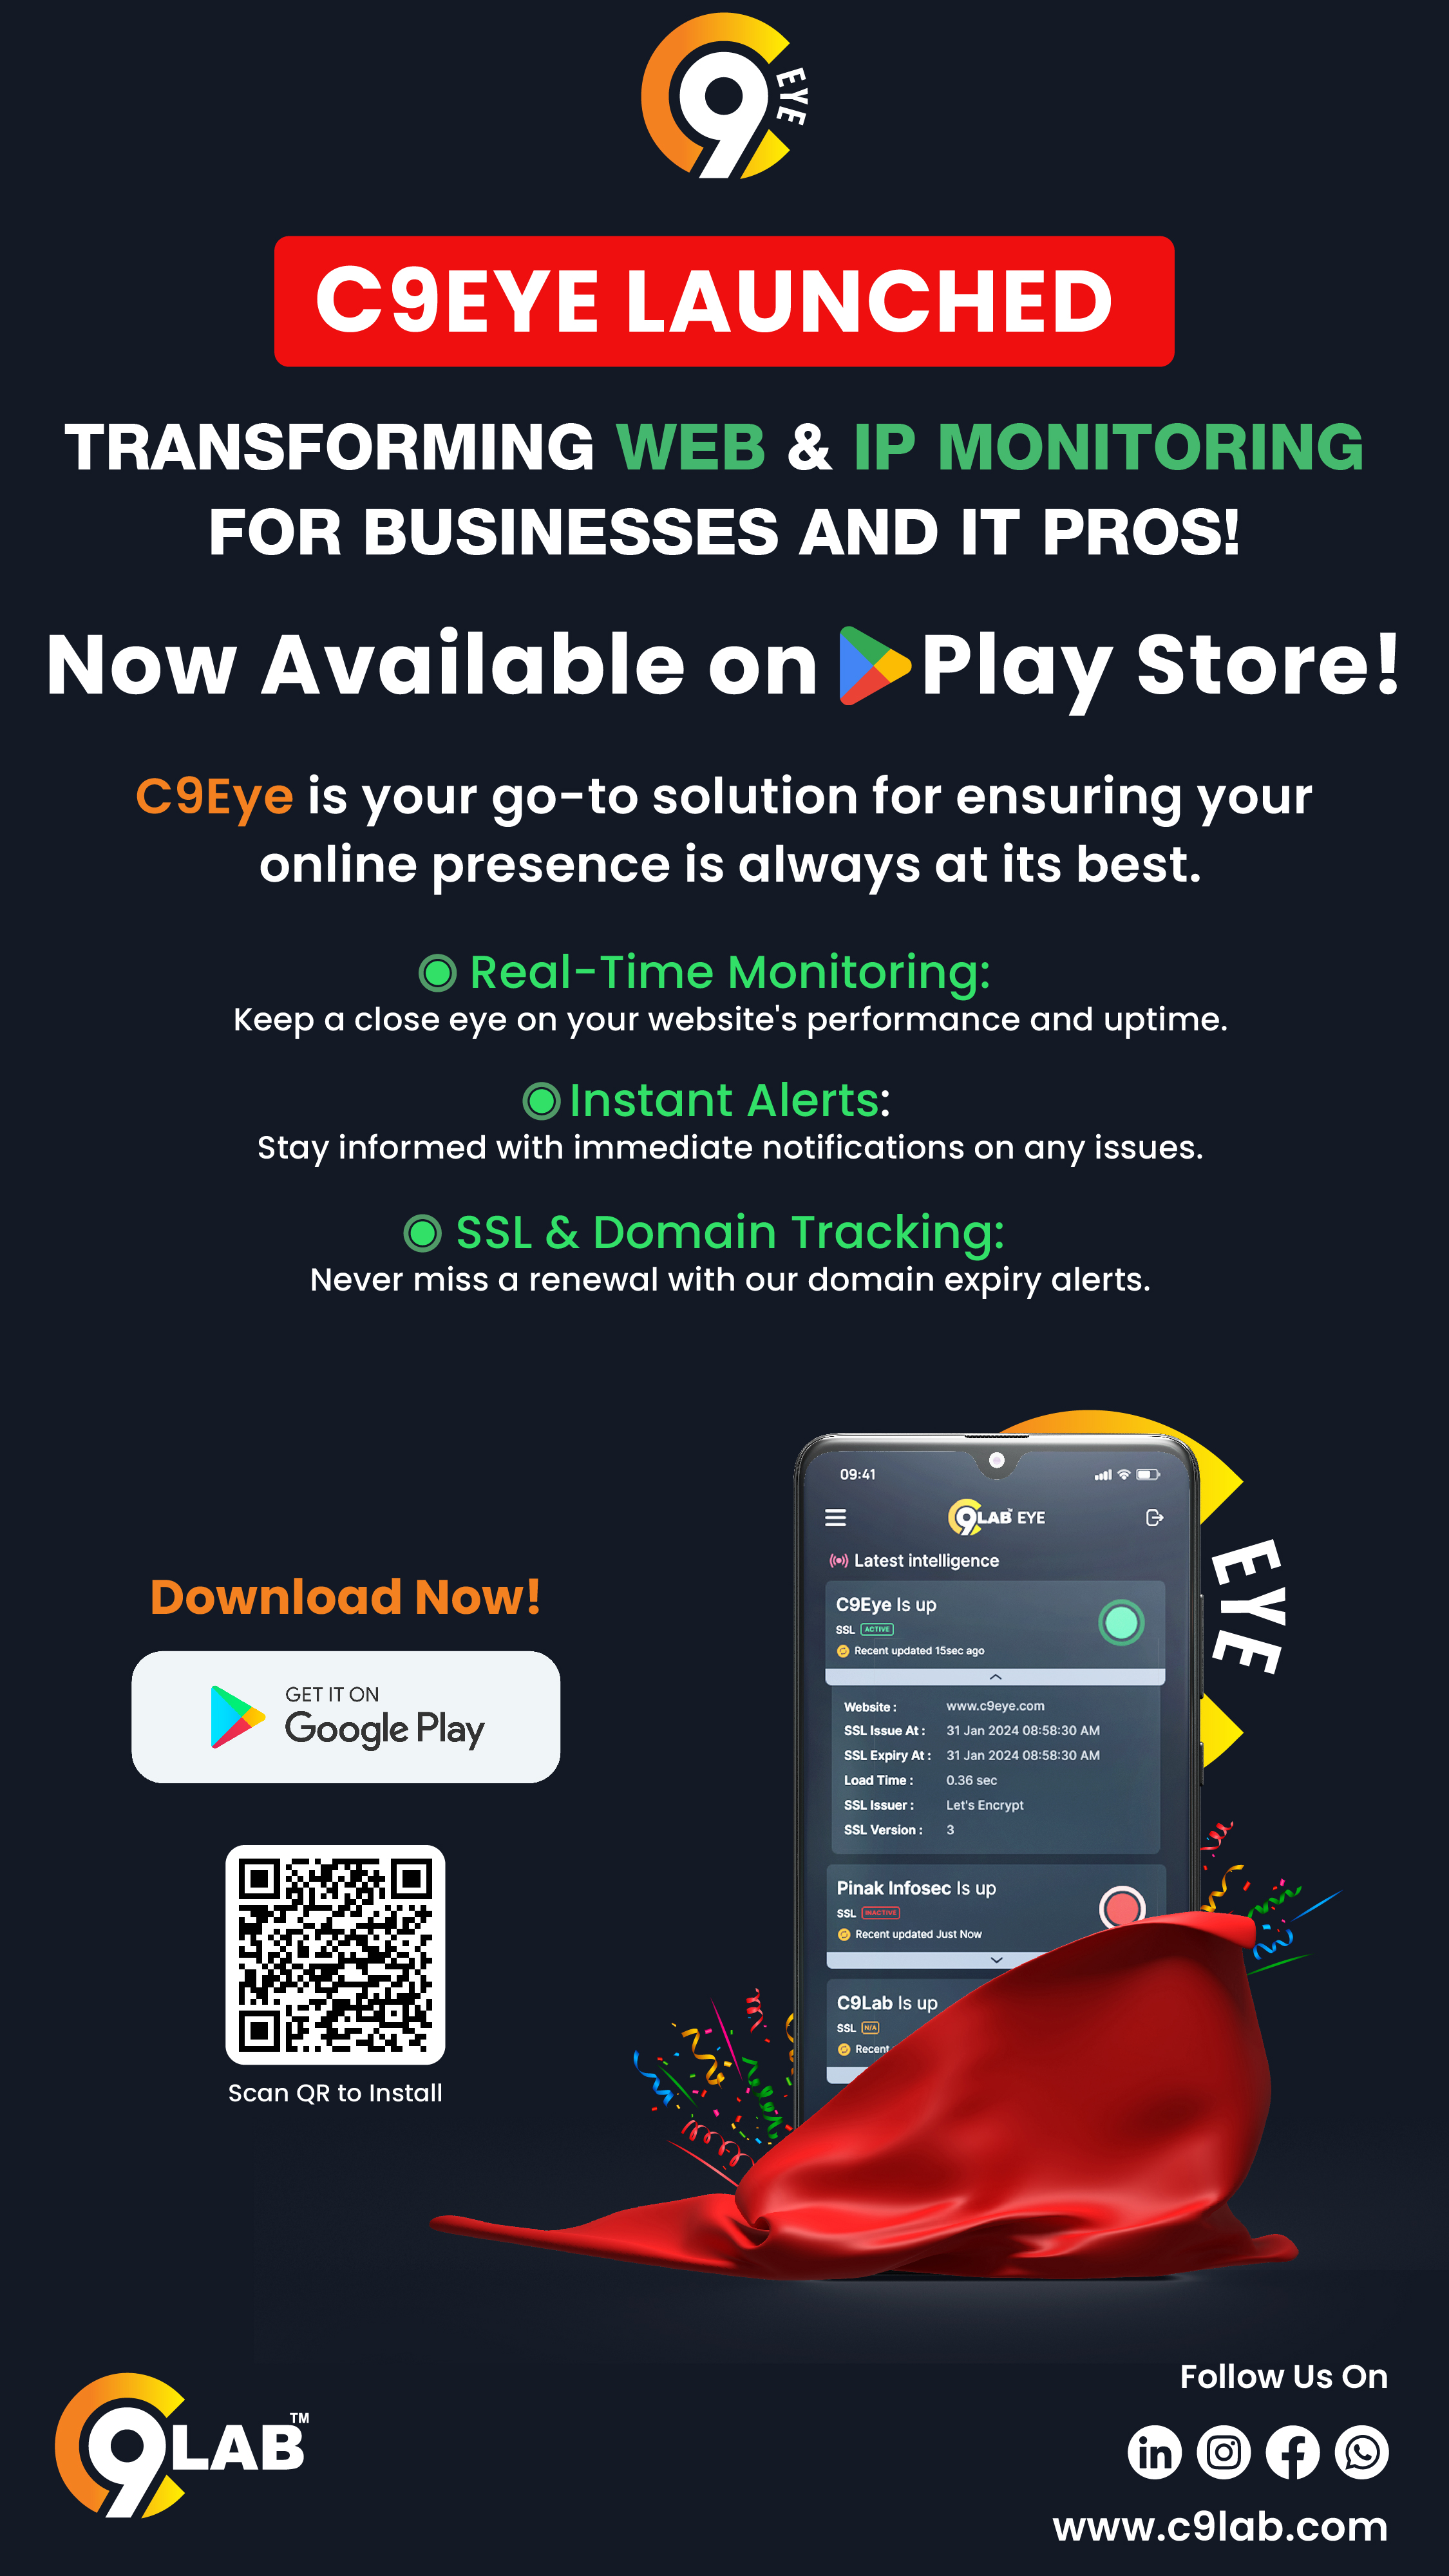 C9 EYE
C9EYE LAUNCHED
TRANSFORMING WEB & IP MONITORING
FOR BUSINESSES AND IT PROS!
Now Available on Play Store!
C9Eye is your go-to solution for ensuring your
online presence is always at its best.
Real-Time Monitoring:
Keep a close eye on your website's performance and uptime.
Instant Alerts:
Stay informed with immediate notifications on any issues.
SSL & Domain Tracking:
Never miss a renewal with our domain expiry alerts.
Download Now!
GET IT ON
Google Play
Scan QR to Install
09:41
C9LAB™ EYE
Latest intelligence
C9Eye Is up
SSL ACTIVE
Recent updated 15sec ago
Website : www.c9eye.com
SSL Issue At : 31 Jan 2024 08:58:30 AM
SSL Expiry At : 31 Jan 2024 08:58:30 AM
Load Time : 0.36 sec
SSL Issuer : Let's Encrypt
SSL Version : 3
Pinak Infosec Is up
SSL INACTIVE
Recent updated Just Now
C9Lab Is up
SSL N/A
Recent
EYE
C9LAB™
Follow Us On
www.c9lab.com